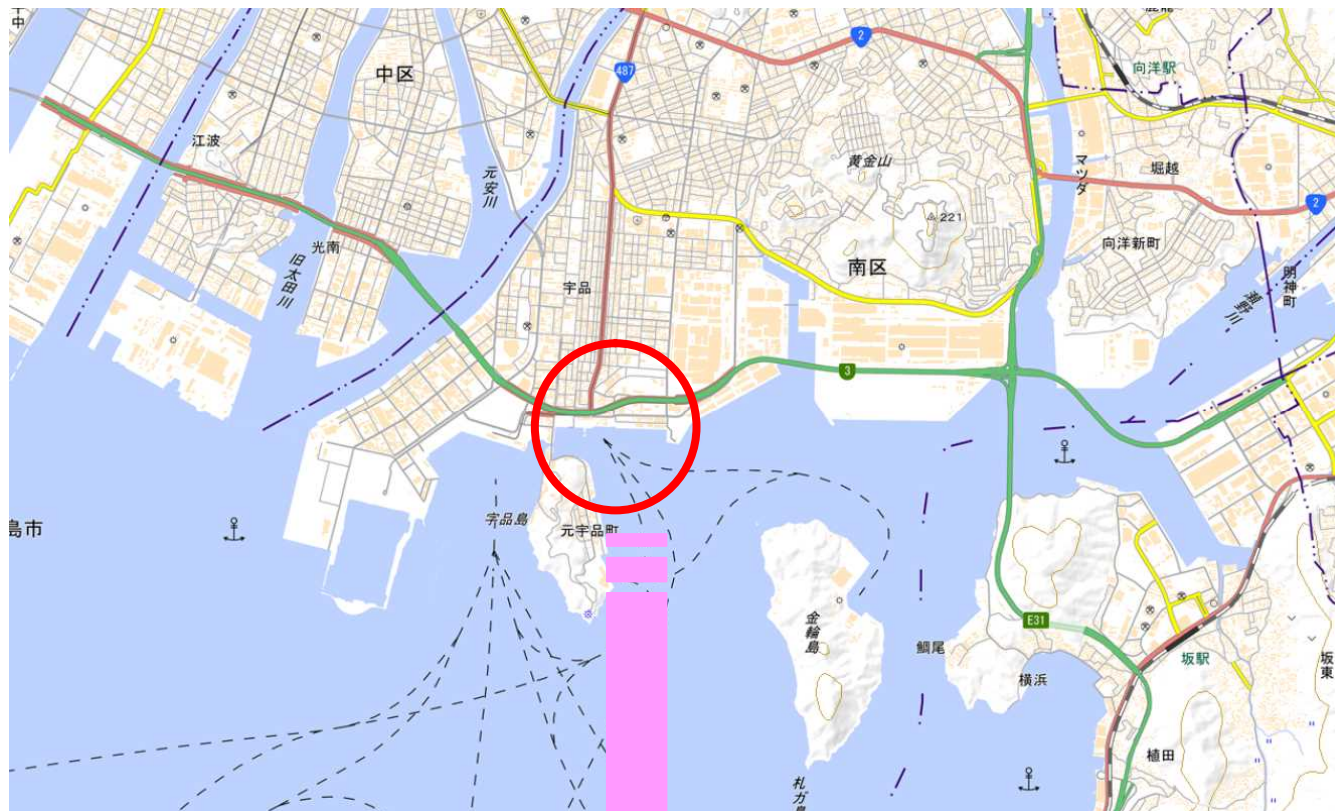 中区
487
2
向洋駅
江波
元安川
黄金山
マツダ
堀越
221
2
光南
旧太田川
宇品
南区
向洋新町
瀬野川
明神町
3
島市
宇品島
元宇品町
金輪島
鯛尾
E31
横浜
坂駅
坂東
植田